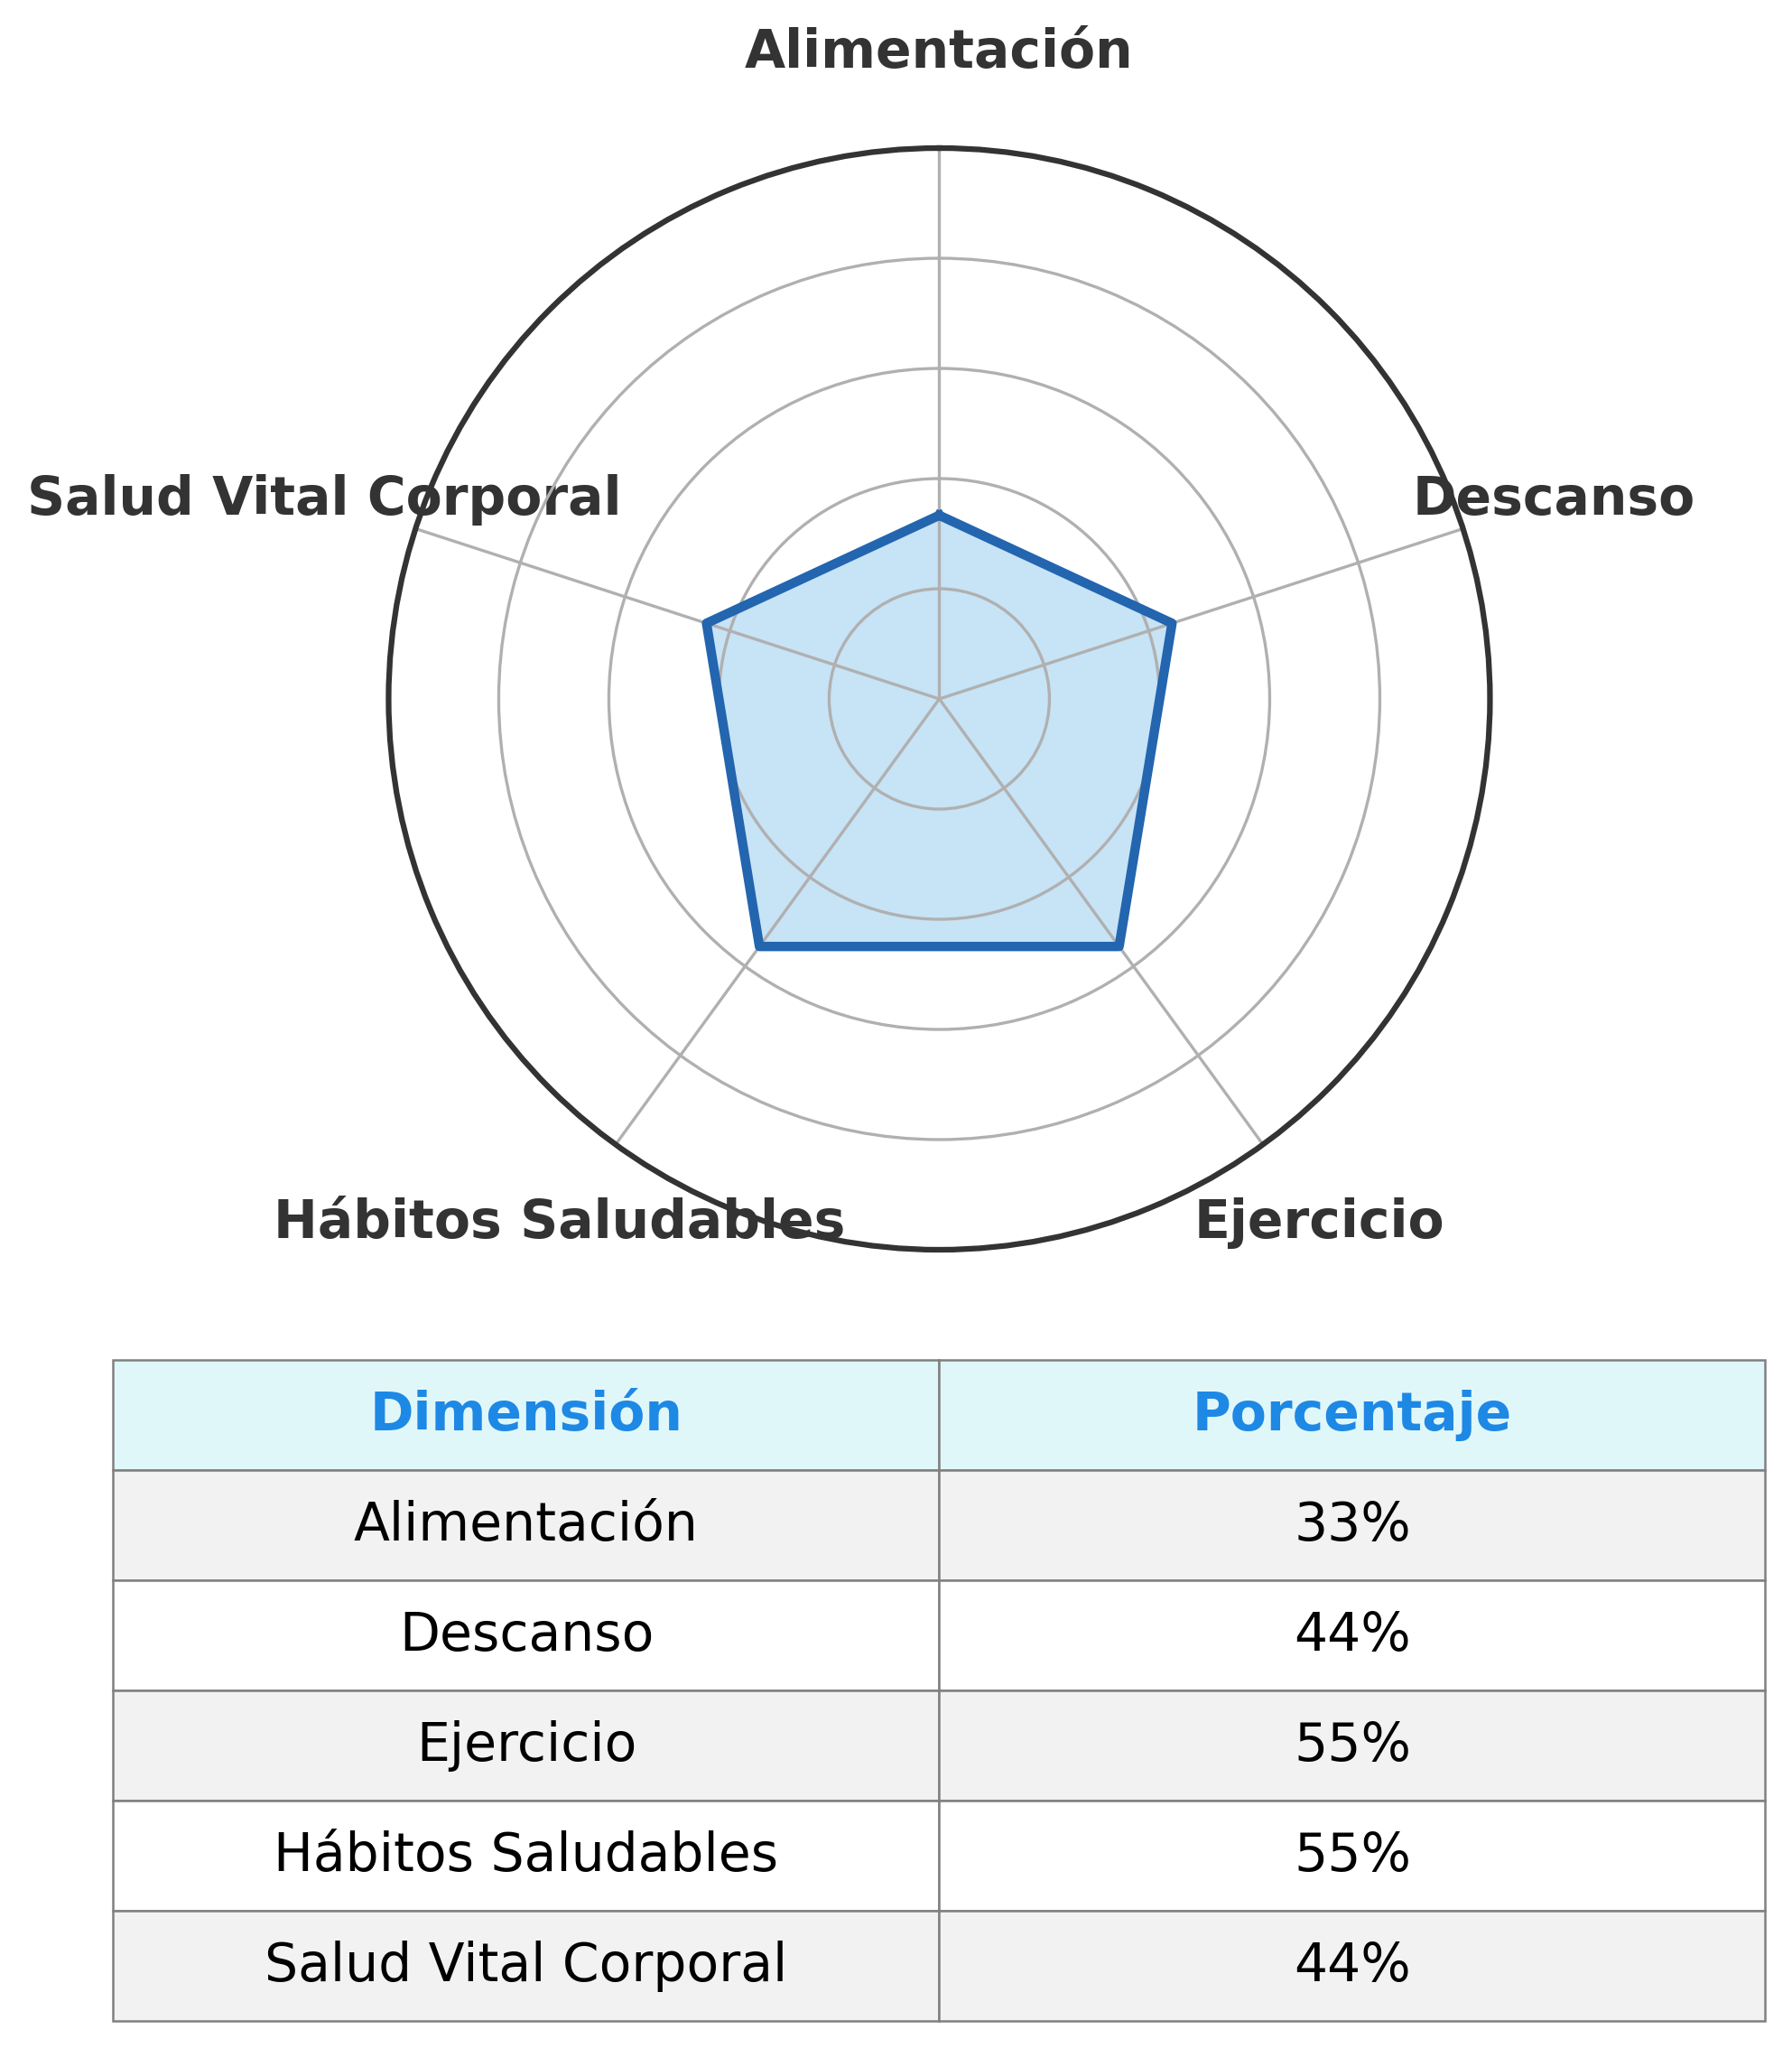 Alimentación
Salud Vital Corporal
Descanso
Hábitos Saludables
Ejercicio
Dimensión Porcentaje
Alimentación 33%
Descanso 44%
Ejercicio 55%
Hábitos Saludables 55%
Salud Vital Corporal 44%